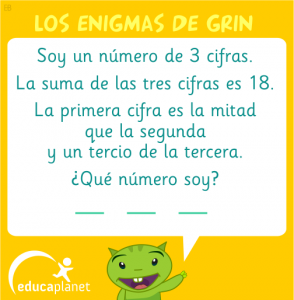 LOS ENIGMAS DE GRIN
Soy un número de 3 cifras.
La suma de las tres cifras es 18.
La primera cifra es la mitad
que la segunda
y un tercio de la tercera.
¿Qué número soy?
educaplanet